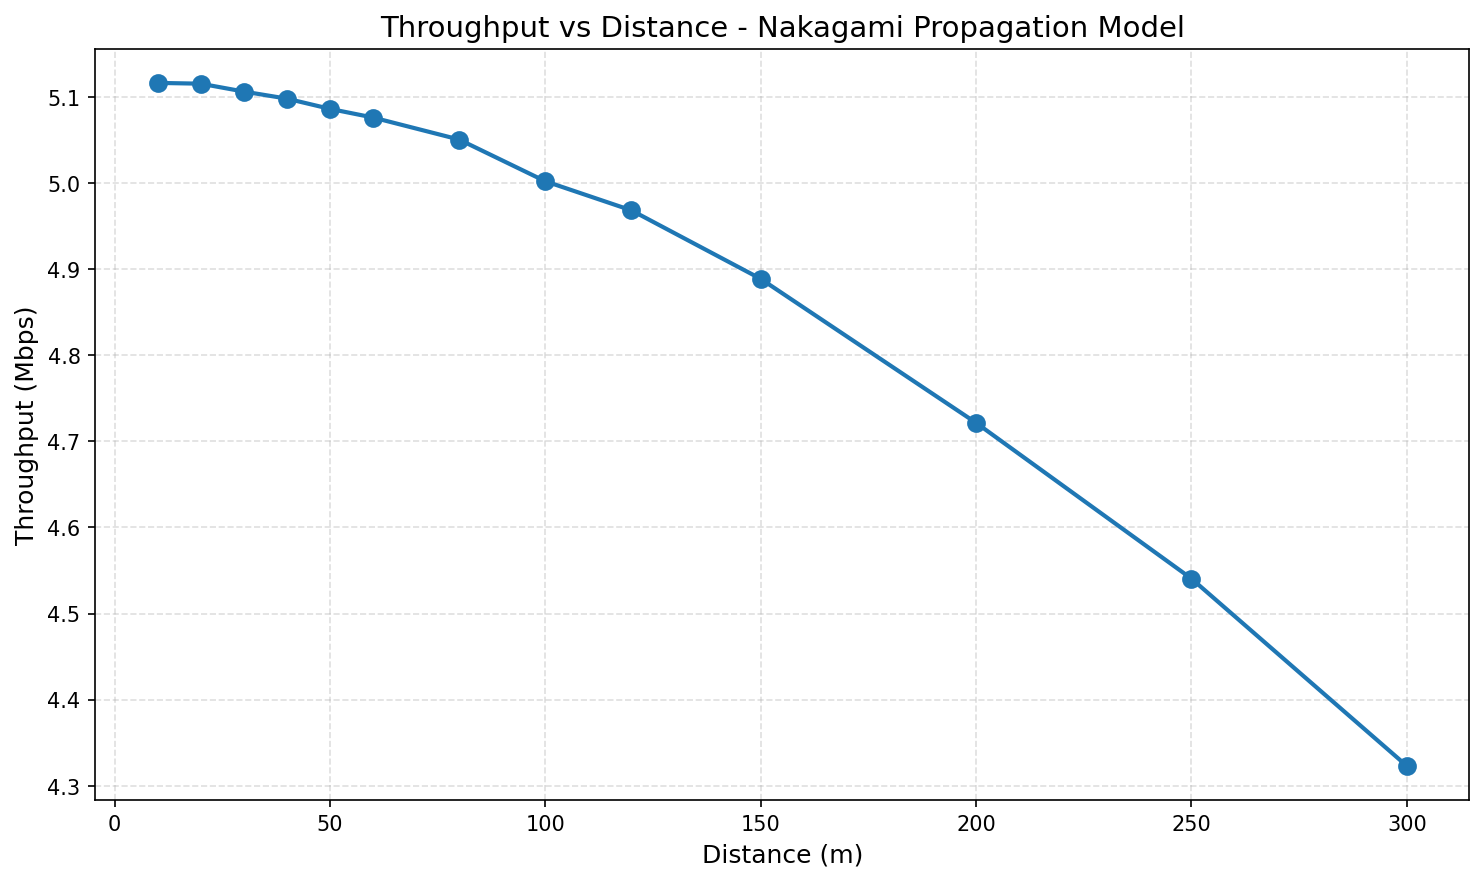 Throughput vs Distance - Nakagami Propagation Model
Throughput (Mbps)
5.1
5.0
4.9
4.8
4.7
4.6
4.5
4.4
4.3
0 50 100 150 200 250 300
Distance (m)